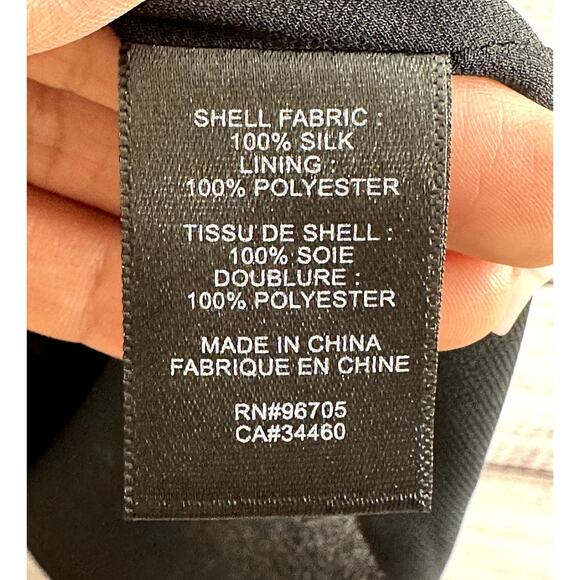 SHELL FABRIC :
100% SILK
LINING :
100% POLYESTER
TISSU DE SHELL :
100% SOIE
DOUBLURE :
100% POLYESTER
MADE IN CHINA
FABRIQUE EN CHINE
RN#96705
CA#34460